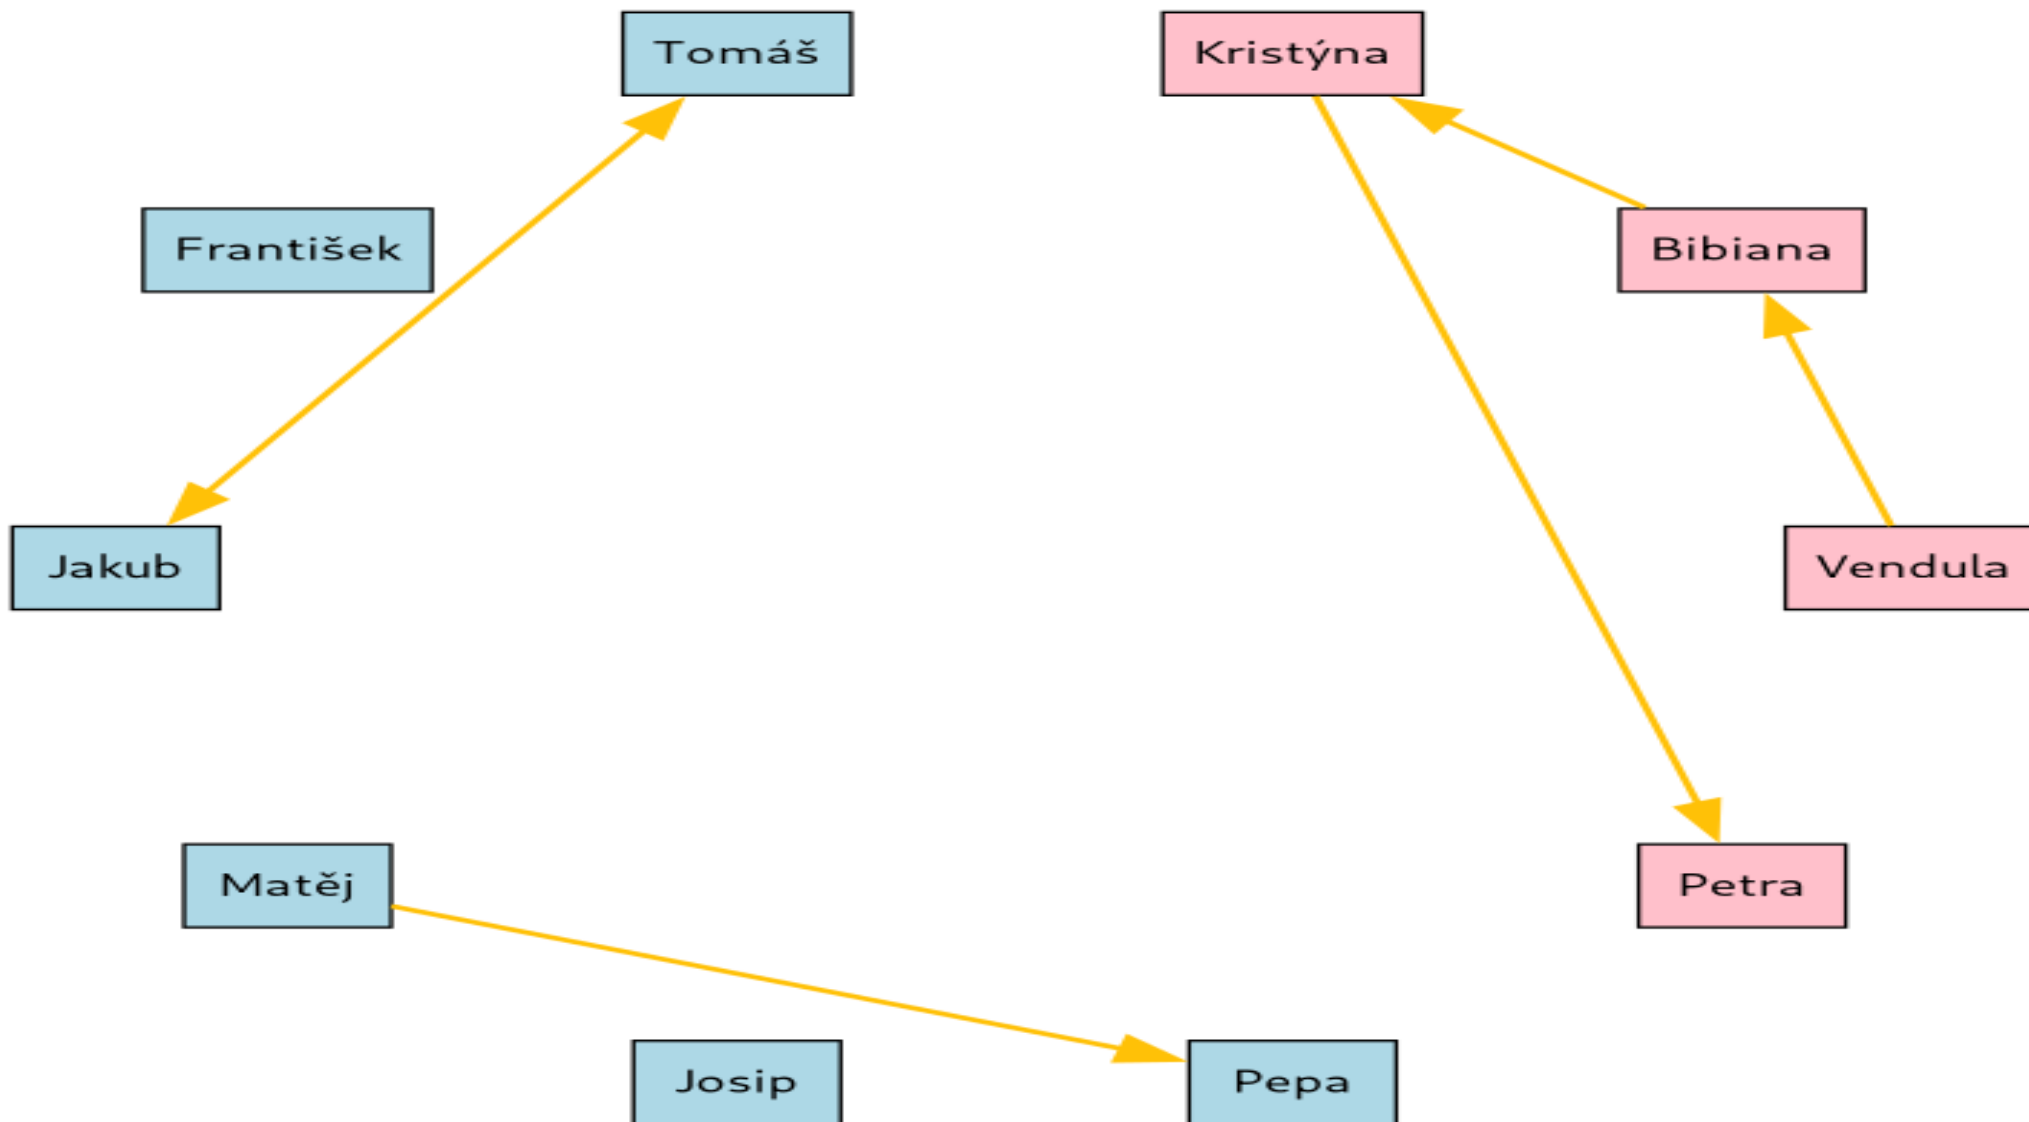 Tomáš
Kristýna
František
Bibiana
Jakub
Vendula
Matěj
Petra
Josip
Pepa